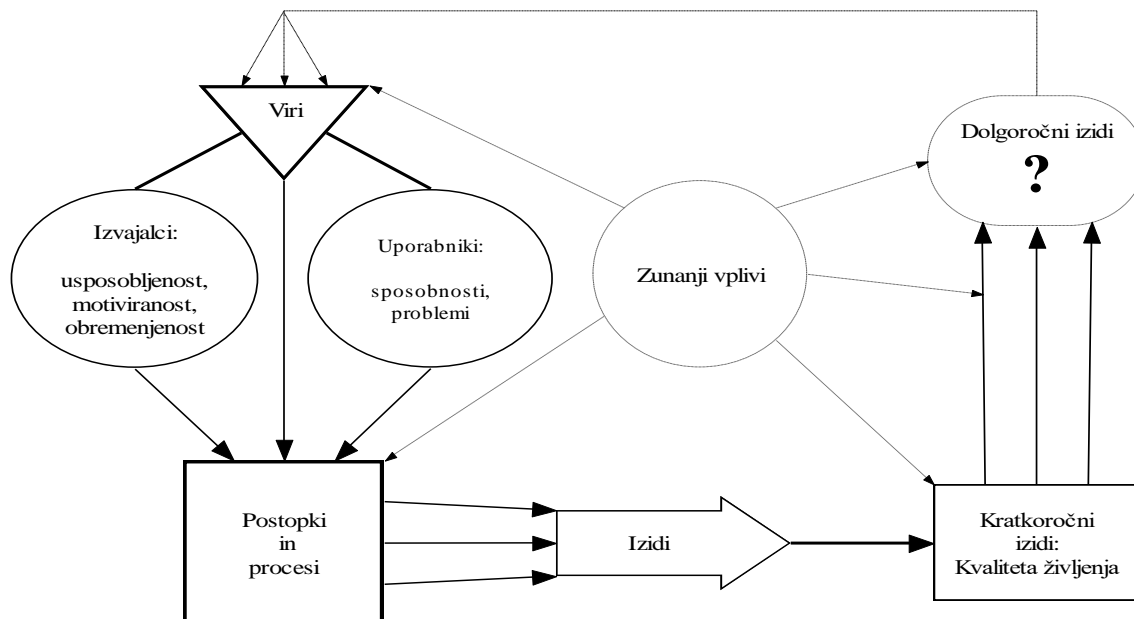 Viri
Dolgoročni izidi
?
Izvajalci:
usposobljenost,
motiviranost,
obremenjenost
Uporabniki:
sposobnosti,
problemi
Zunanji vplivi
Postopki
in
procesi
Izidi
Kratkoročni
izidi:
Kvaliteta življenja